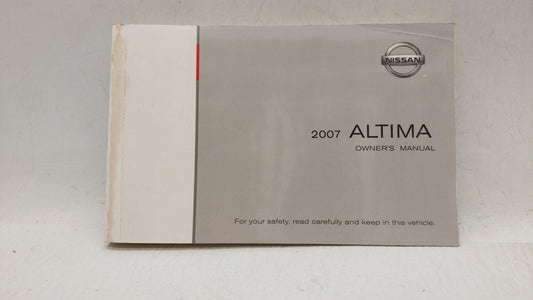 NISSAN
2007 ALTIMA
OWNER'S MANUAL
For your safety, read carefully and keep in this vehicle.